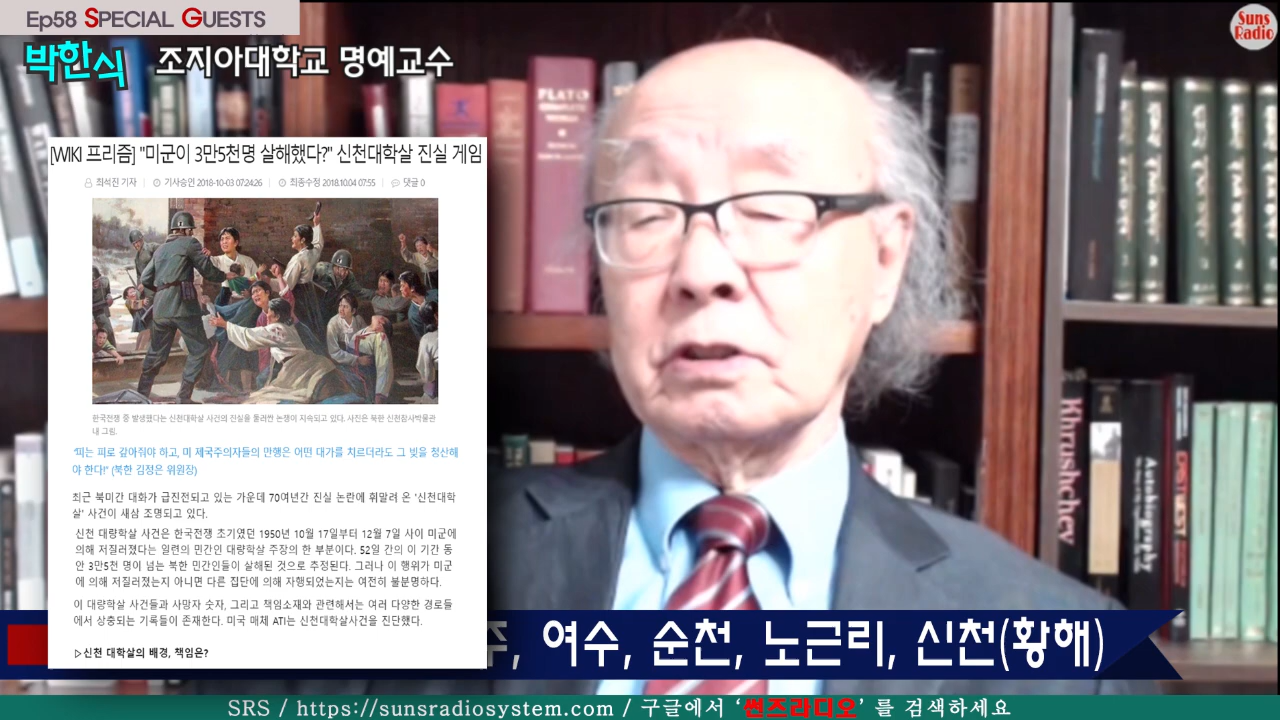 Ep58 SPECIAL GUESTS
Suns
Radio
박한식 조지아대학교 명예교수
PLATO
[WIKI 프리즘] "미군이 3만5천명 살해했다?" 신천대학살 진실 게임
최석진 기자 | 기사승인 2018-10-03 07:24:26 | 최종수정 2018.10.04 07:55 | 댓글 0
한국전쟁 중 발생했다는 신천대학살 사건의 진실을 둘러싼 논쟁이 지속되고 있다. 사진은 북한 신천참사박물관
내 그림.
"피는 피로 갚아줘야 하고, 미 제국주의자들의 만행은 어떤 대가를 치르더라도 그 빚을 청산해
야 한다!" (북한 김정은 위원장)
최근 북미간 대화가 급진전되고 있는 가운데 70여년간 진실 논란에 휘말려 온 '신천대학
살' 사건이 새삼 조명되고 있다.
신천 대량학살 사건은 한국전쟁 초기였던 1950년 10월 17일부터 12월 7일 사이 미군에
의해 저질러졌다는 일련의 민간인 대량학살 주장의 한 부분이다. 52일 간의 이 기간 동
안 3만5천 명이 넘는 북한 민간인들이 살해된 것으로 추정된다. 그러나 이 행위가 미군
에 의해 저질러졌는지 아니면 다른 집단에 의해 자행되었는지는 여전히 불분명하다.
이 대량학살 사건들과 사망자 숫자, 그리고 책임소재와 관련해서는 여러 다양한 경로들
에서 상충되는 기록들이 존재한다. 미국 매체 ATI는 신천대학살사건을 진단했다.
▷신천 대학살의 배경, 책임은?
Khrushchev
Autobiography
EAST WEST
주, 여수, 순천, 노근리, 신천(황해)
SRS / https://sunsradiosystem.com / 구글에서 '썬즈라디오' 를 검색하세요